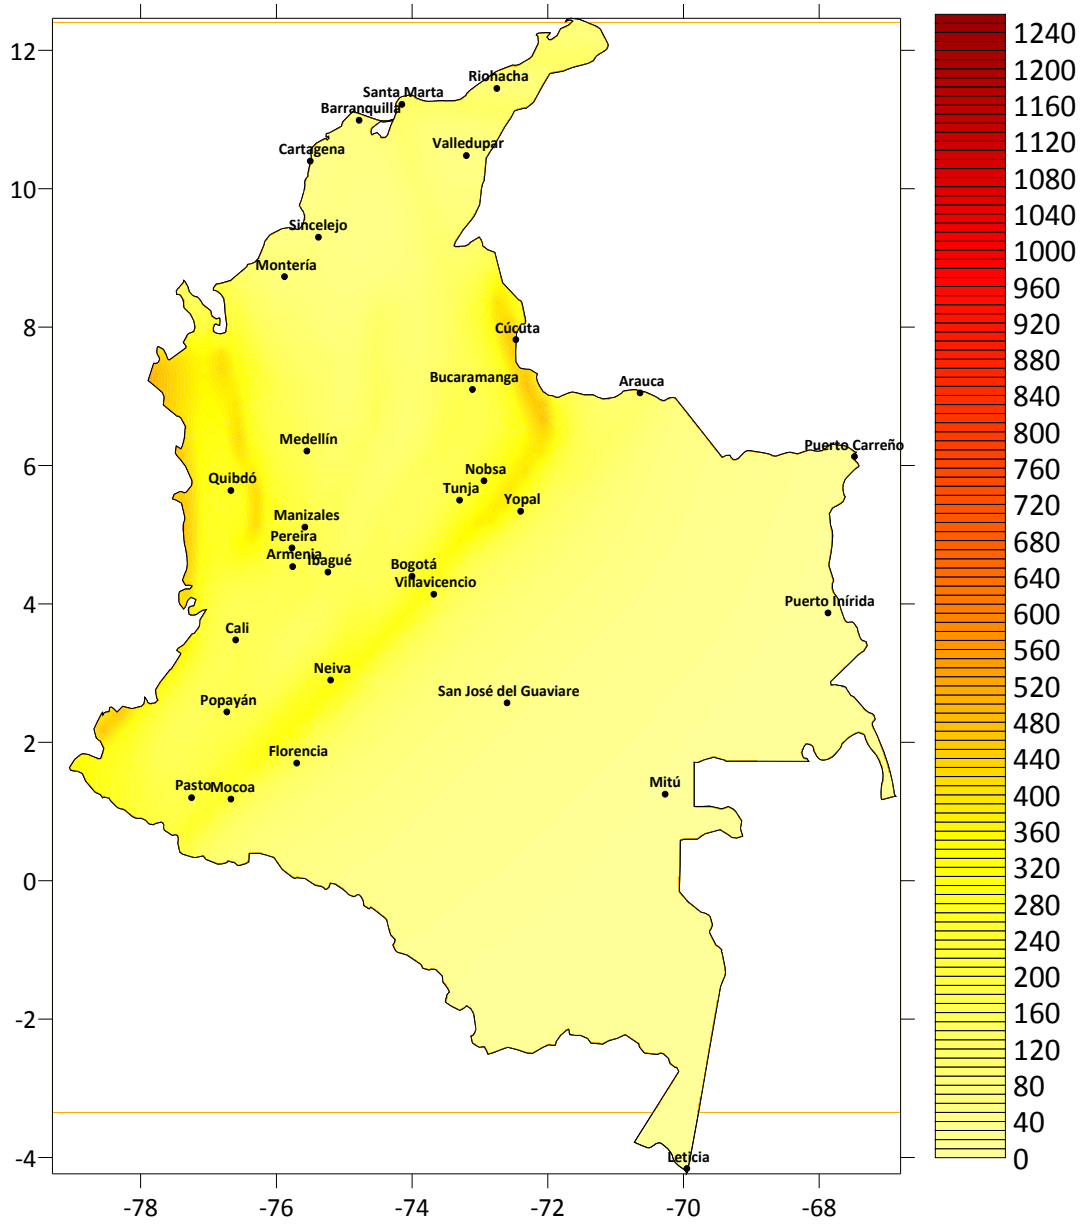 12
10
8
6
4
2
0
-2
-4
-78
-76
-74
-72
-70
-68
Riohacha
Santa Marta
Barranquilla
Valledupar
Cartagena
Sincelejo
Montería
Cúcuta
Bucaramanga
Arauca
Medellín
Puerto Carreño
Quibdó
Nobsa
Tunja
Yopal
Manizales
Pereira
Armenia
Ibagué
Bogotá
Villavicencio
Puerto Inírida
Cali
Neiva
San José del Guaviare
Popayán
Florencia
Pasto
Mocoa
Mitú
Leticia
1240
1200
1160
1120
1080
1040
1000
960
920
880
840
800
760
720
680
640
600
560
520
480
440
400
360
320
280
240
200
160
120
80
40
0